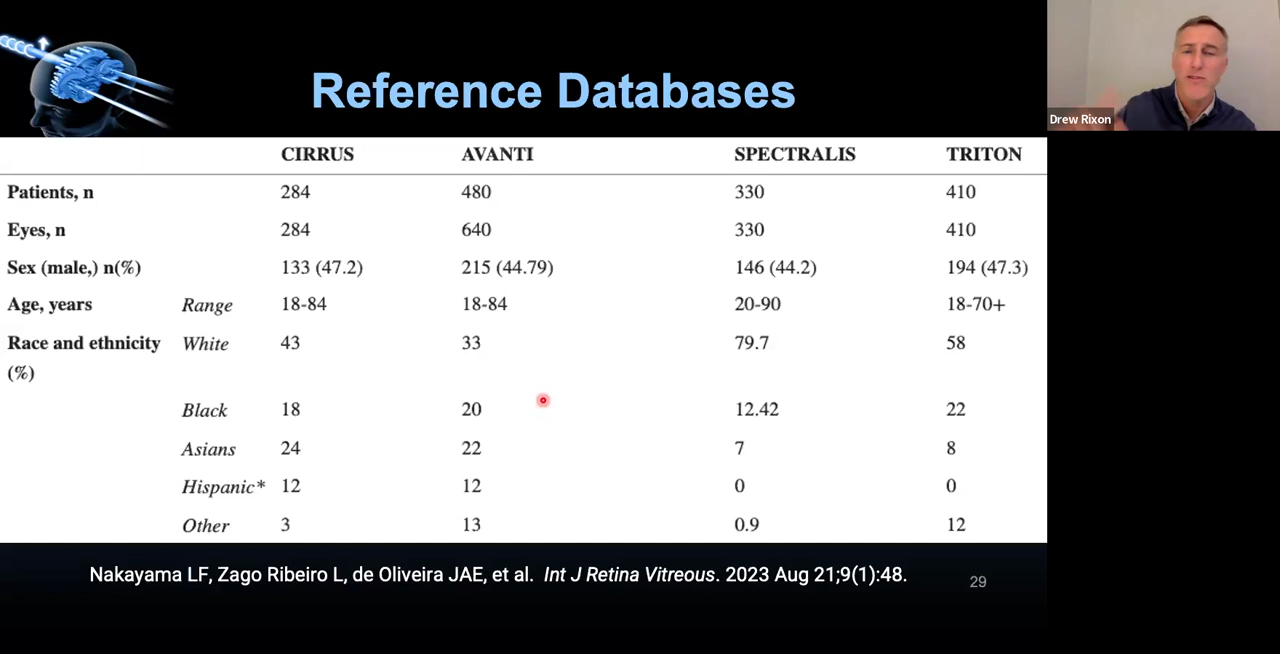 Reference Databases
Drew Rixon
CIRRUS AVANTI SPECTRALIS TRITON
Patients, n 284 480 330 410
Eyes, n 284 640 330 410
Sex (male,) n(%) 133 (47.2) 215 (44.79) 146 (44.2) 194 (47.3)
Age, years Range 18-84 18-84 20-90 18-70+
Race and ethnicity White 43 33 79.7 58
(%)
Black 18 20 12.42 22
Asians 24 22 7 8
Hispanic* 12 12 0 0
Other 3 13 0.9 12
Nakayama LF, Zago Ribeiro L, de Oliveira JAE, et al. Int J Retina Vitreous. 2023 Aug 21;9(1):48.
29